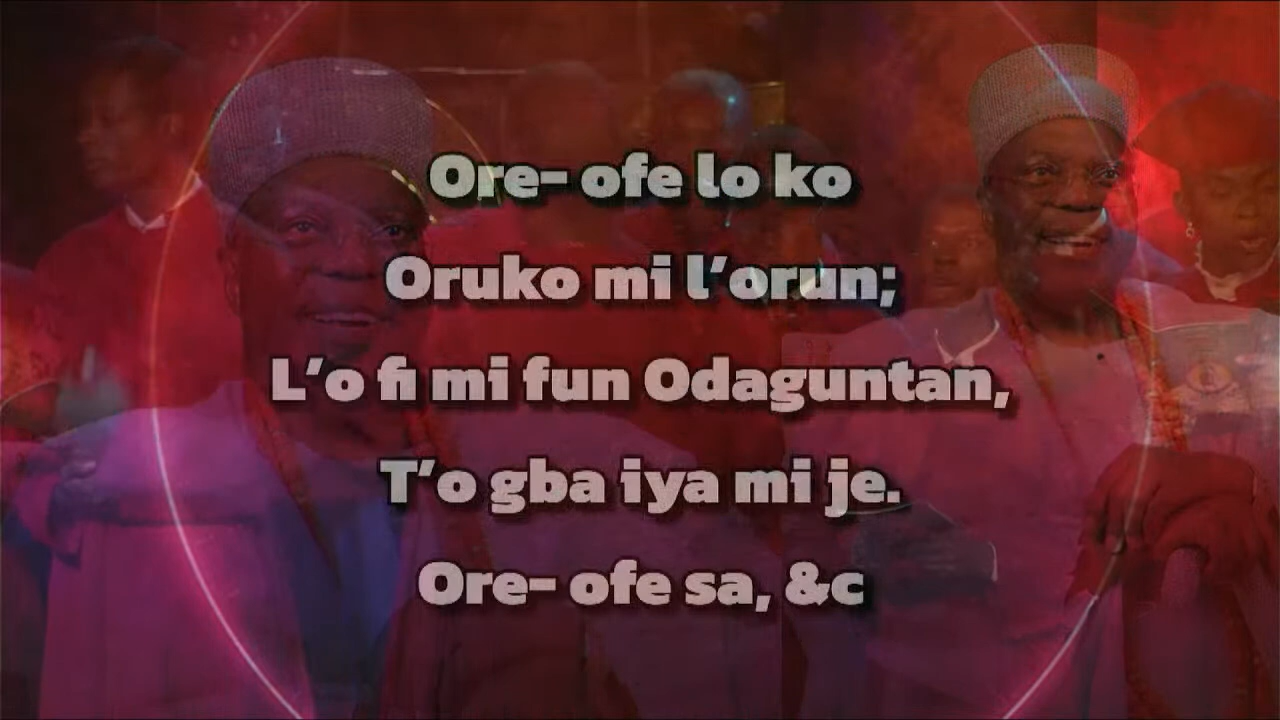 Ore- ofe lo ko
Oruko mi l’orun;
L’o fi mi fun Odaguntan,
T’o gba iya mi je.
Ore- ofe sa, &c